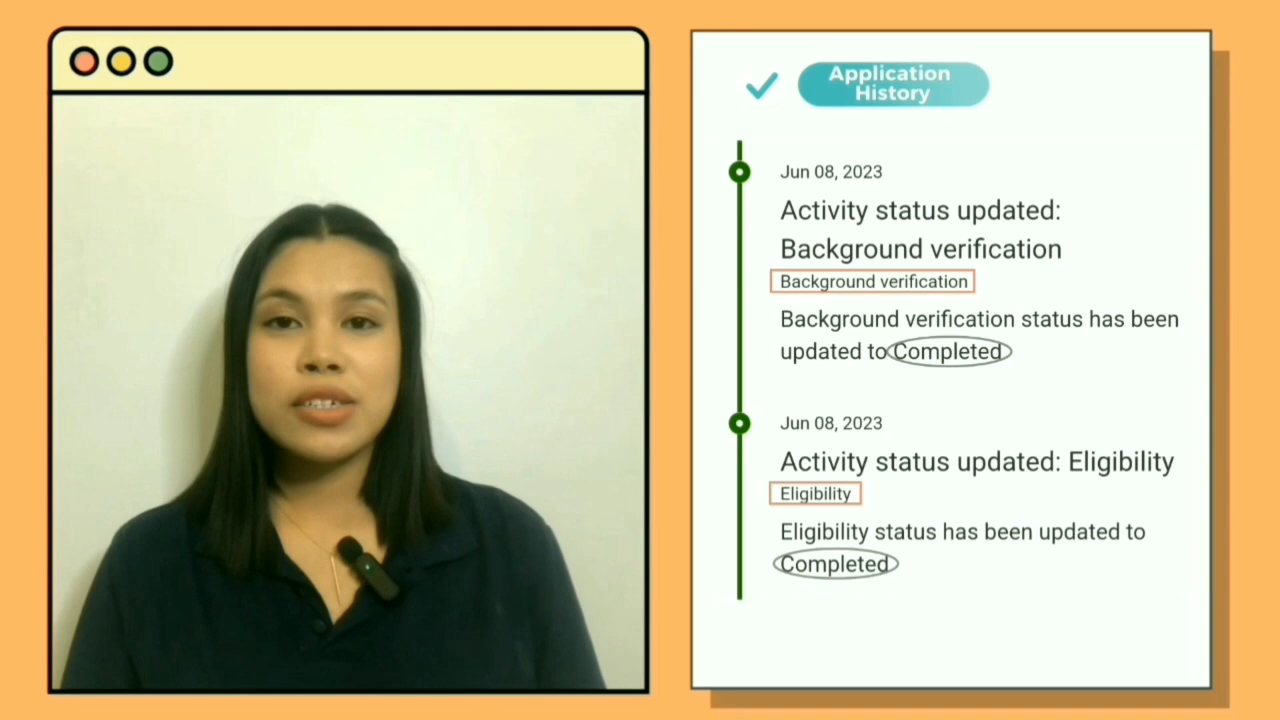 Application
History
Jun 08, 2023
Activity status updated:
Background verification
Background verification
Background verification status has been
updated to Completed
Jun 08, 2023
Activity status updated: Eligibility
Eligibility
Eligibility status has been updated to
Completed